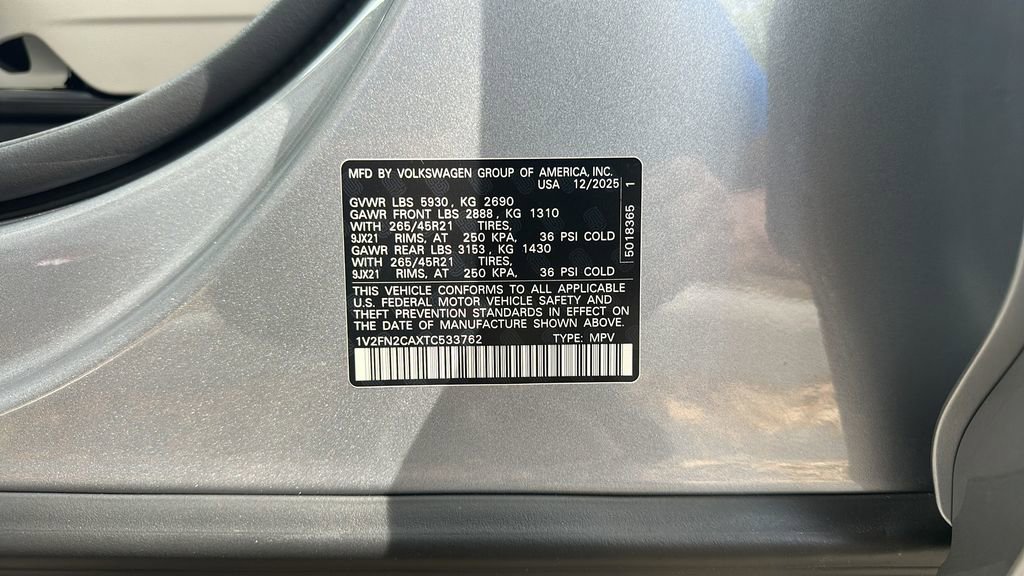 MFD BY VOLKSWAGEN GROUP OF AMERICA, INC.
USA 12/2025
GVWR LBS 5930, KG 2690
GAWR FRONT LBS 2888, KG 1310
WITH 265/45R21 TIRES,
9JX21 RIMS, AT 250 KPA, 36 PSI COLD
GAWR REAR LBS 3153, KG 1430
WITH 265/45R21 TIRES,
9JX21 RIMS, AT 250 KPA, 36 PSI COLD
5018365 1
THIS VEHICLE CONFORMS TO ALL APPLICABLE
U.S. FEDERAL MOTOR VEHICLE SAFETY AND
THEFT PREVENTION STANDARDS IN EFFECT ON
THE DATE OF MANUFACTURE SHOWN ABOVE.
1V2FN2CAXTC533762 TYPE: MPV